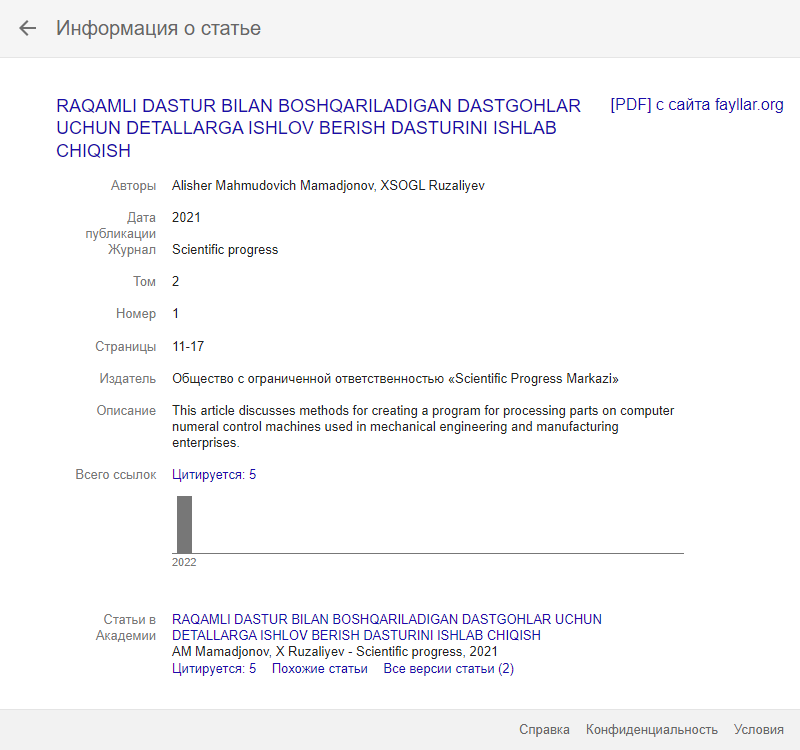 Информация о статье
RAQAMLI DASTUR BILAN BOSHQARILADIGAN DASTGOHLAR
UCHUN DETALLARGA ISHLOV BERISH DASTURINI ISHLAB
CHIQISH
[PDF] с сайта fayllar.org
Авторы Alisher Mahmudovich Mamadjonov, XSOGL Ruzaliyev
Дата
публикации
2021
Журнал Scientific progress
Том 2
Номер 1
Страницы 11-17
Издатель Общество с ограниченной ответственностью «Scientific Progress Markazi»
Описание This article discusses methods for creating a program for processing parts on computer
numeral control machines used in mechanical engineering and manufacturing
enterprises.
Всего ссылок Цитируется: 5
2022
Статьи в
Академии
RAQAMLI DASTUR BILAN BOSHQARILADIGAN DASTGOHLAR UCHUN
DETALLARGA ISHLOV BERISH DASTURINI ISHLAB CHIQISH
AM Mamadjonov, X Ruzaliyev - Scientific progress, 2021
Цитируется: 5 Похожие статьи Все версии статьи (2)
Справка Конфиденциальность Условия